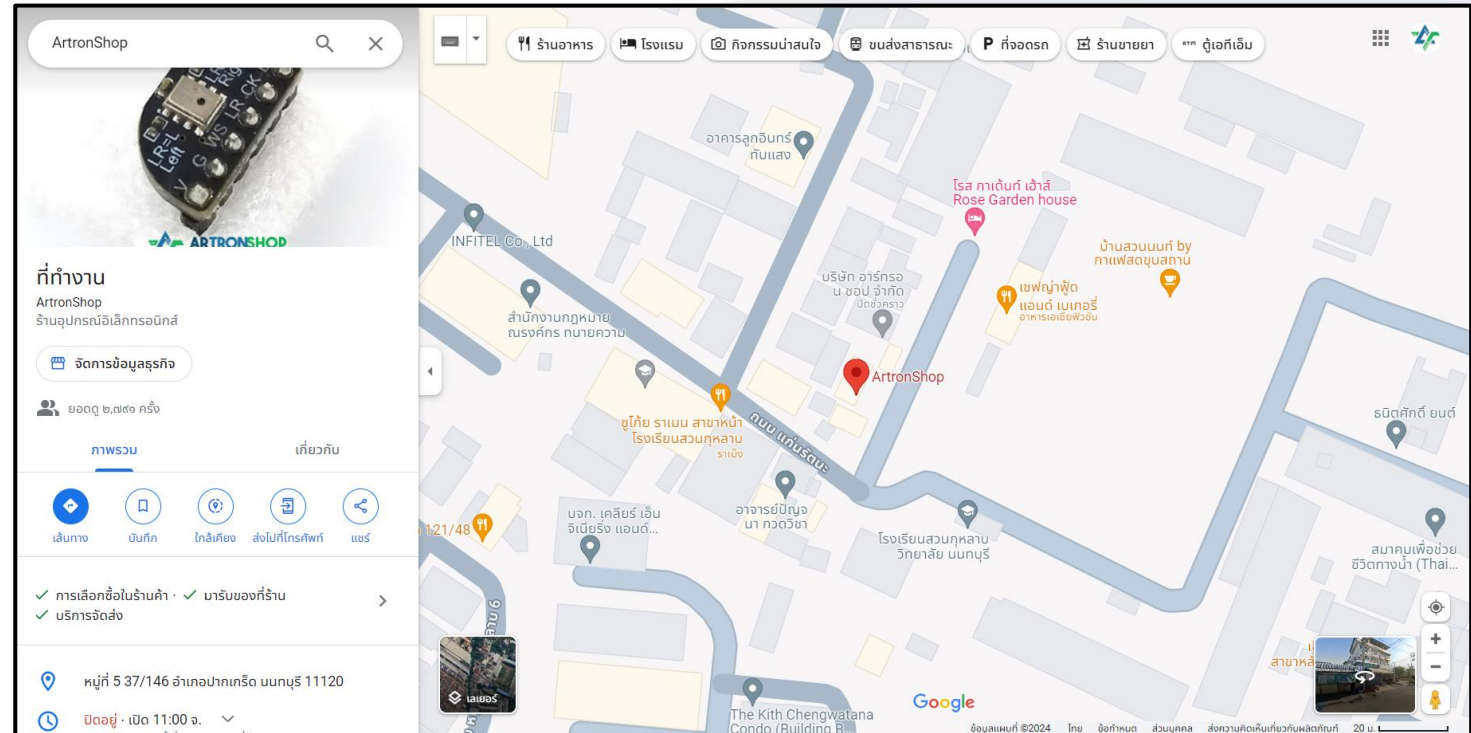 ArtronShop
Right
LR CK
LR=L
Left
WS
G
V
ARTRONSHOP
ที่ทำงาน
ArtronShop
ร้านอุปกรณ์อิเล็กทรอนิกส์
จัดการข้อมูลธุรกิจ
ยอดดู ๒,๗๙๑ ครั้ง
ภาพรวม
เกี่ยวกับ
เส้นทาง
บันทึก
ใกล้เคียง
ส่งไปที่โทรศัพท์
แชร์
การเลือกซื้อในร้านค้า · มารับของที่ร้าน
บริการจัดส่ง
หมู่ที่ 5 37/146 อำเภอปากเกร็ด นนทบุรี 11120
ปิดอยู่ · เปิด 11:00 จ.
ร้านอาหาร
โรงแรม
กิจกรรมน่าสนใจ
ขนส่งสาธารณะ
P ที่จอดรถ
ร้านขายยา
ATM ตู้เอทีเอ็ม
อาคารลูกอินทร์
ทับแสง
โรส กาเด้นท์ เฮ้าส์
Rose Garden house
INFITEL Co., Ltd
บ้านสวนนนท์ by
กาแฟสดขุนสถาน
บริษัท อาร์ทรอ
น ชอป จำกัด
ปิดชั่วคราว
เชฟญ่าฟู้ด
แอนด์ เบเกอรี่
อาหารเอเชียฟิวชัน
สำนักงานกฎหมาย
ณรงค์กร ทนายความ
ArtronShop
ซูโก้ย ราเมน สาขาหน้า
โรงเรียนสวนกุหลาบ
ราเม็ง
ถนน แก่นรัตนะ
ธนิตศักดิ์ ยนต์
121/48
บจก. เคลียร์ เอ็น
จิเนียริ่ง แอนด์...
อาจารย์ปัญจ
นา กวดวิชา
โรงเรียนสวนกุหลาบ
วิทยาลัย นนทบุรี
สมาคมเพื่อช่วย
ชีวิตทางน้ำ (Thai...
เลเยอร์
The Kith Chengwatana
Condo (Building B...
Google
ข้อมูลแผนที่ ©2024 ไทย ข้อกำหนด ส่วนบุคคล ส่งความคิดเห็นเกี่ยวกับผลิตภัณฑ์ 20 ม.